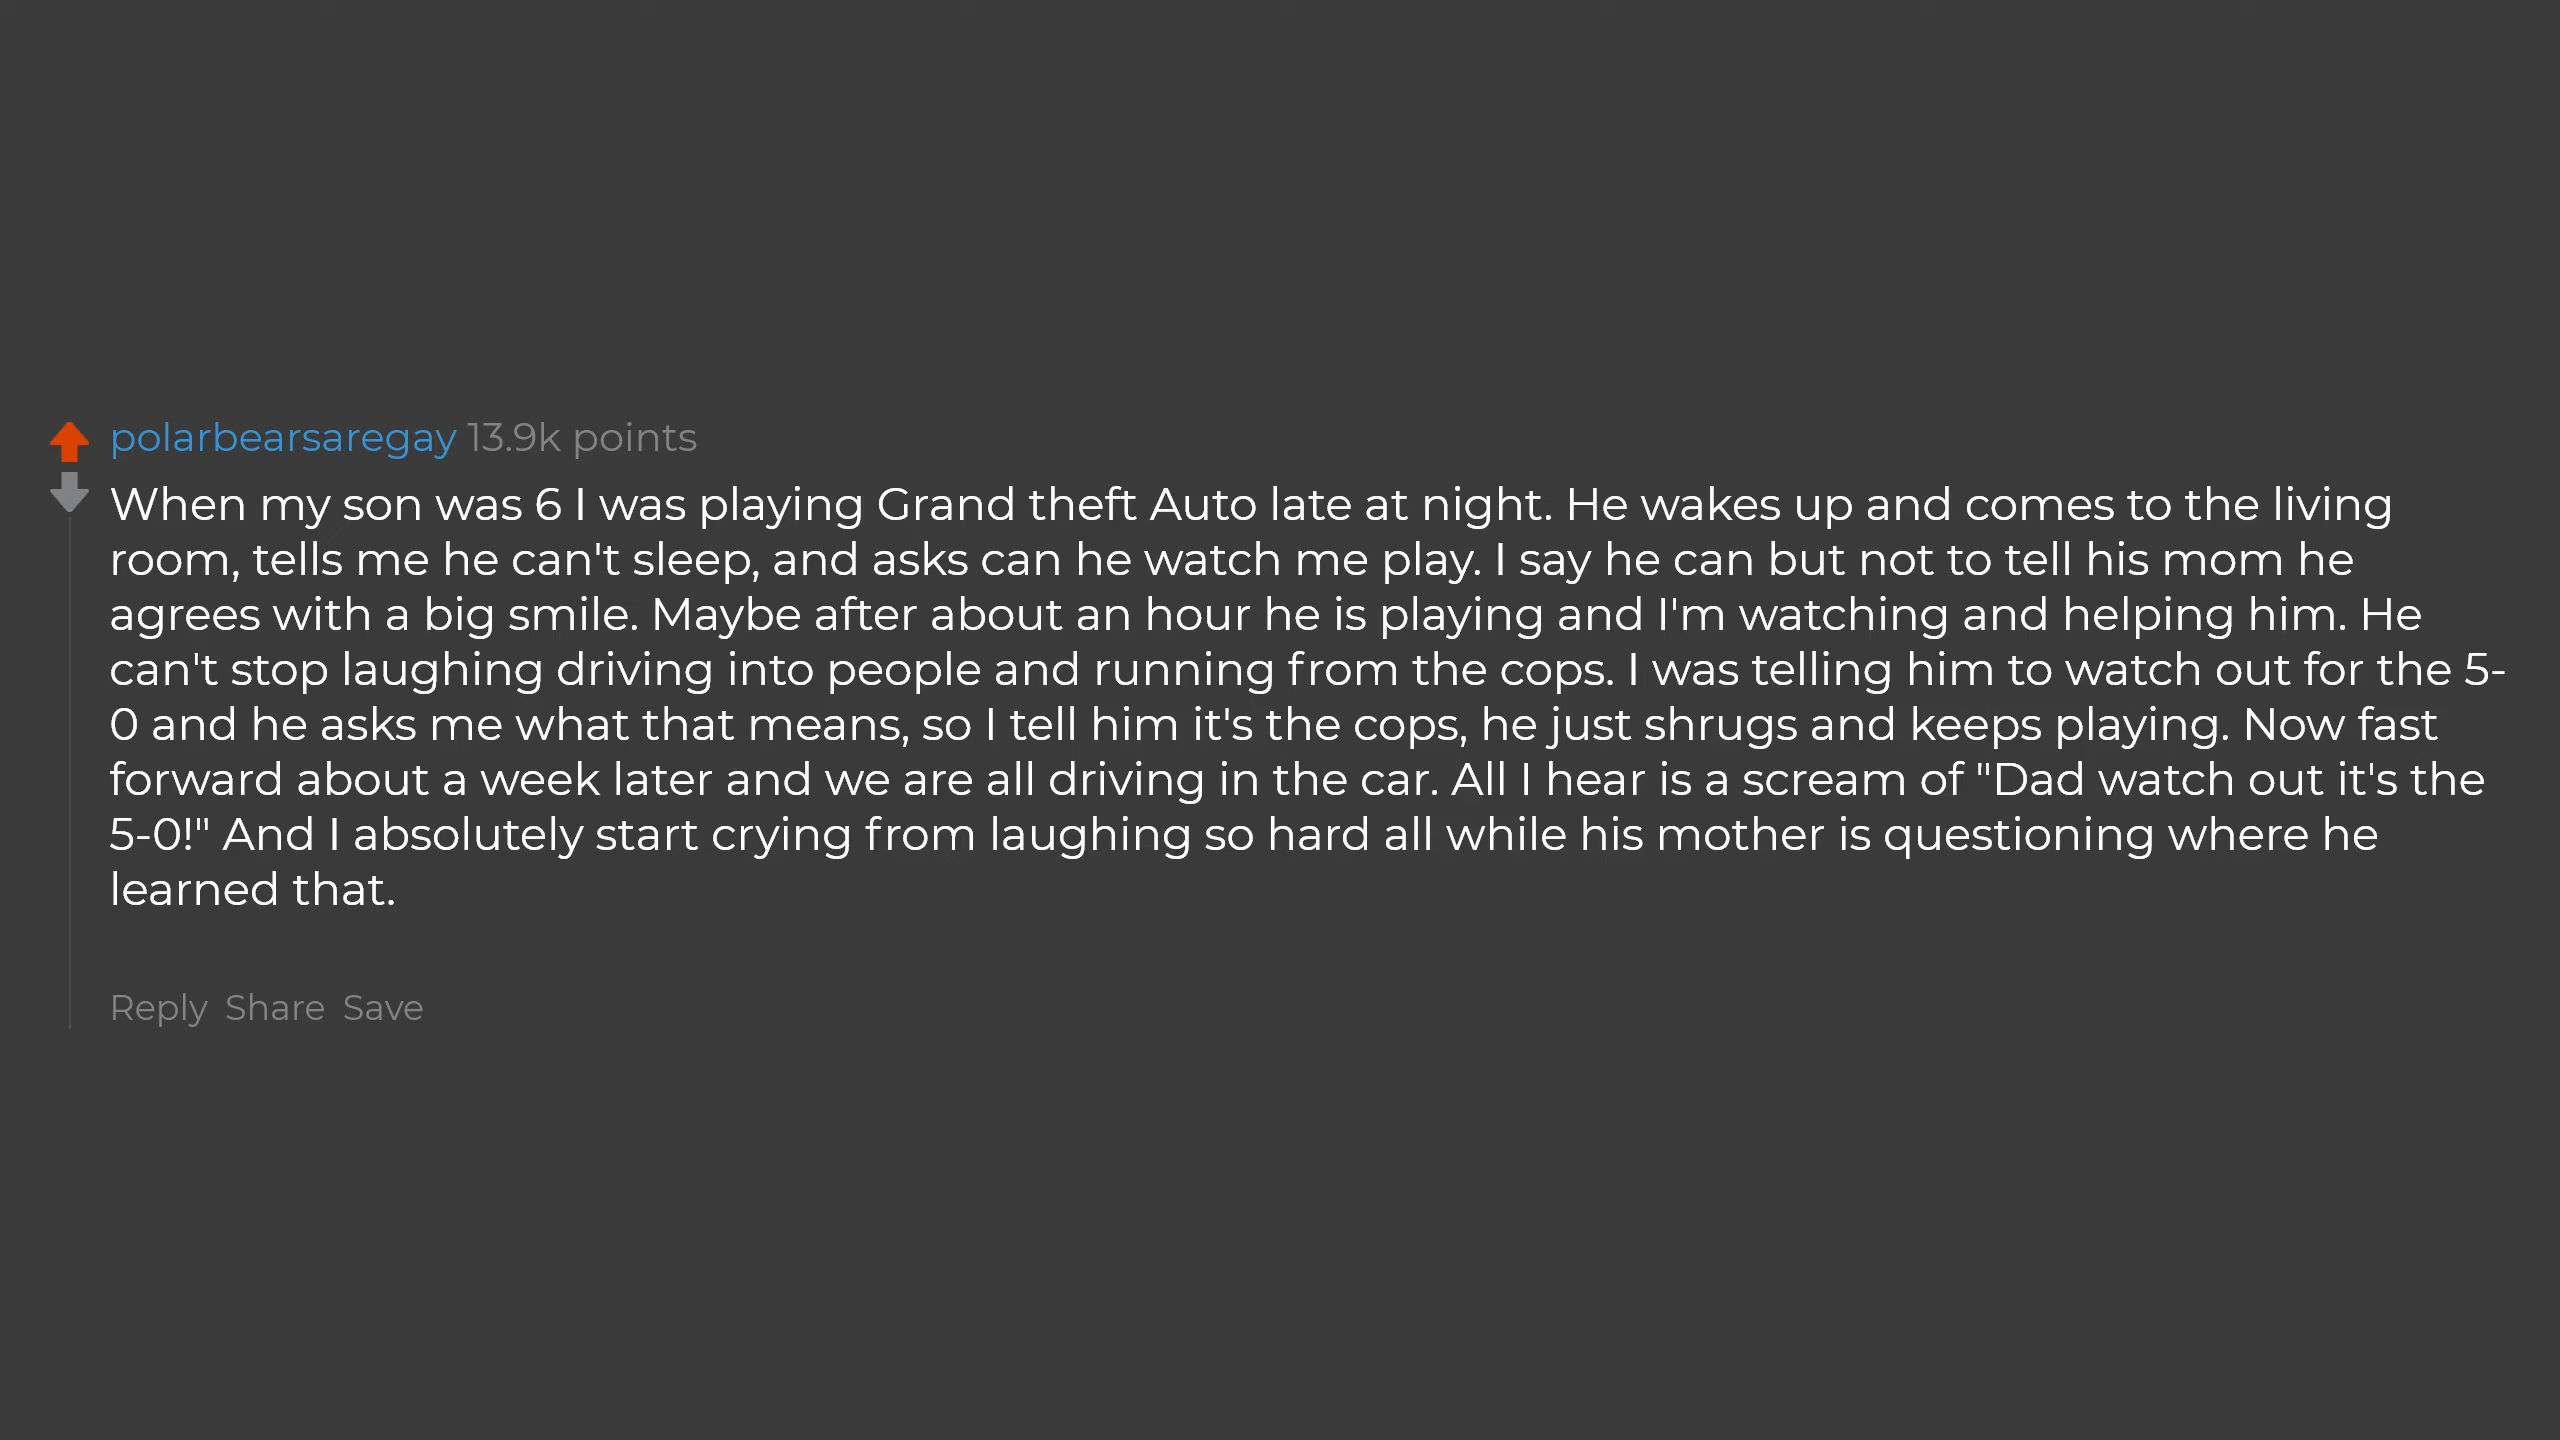 polarbearsaregay 13.9k points
When my son was 6 I was playing Grand theft Auto late at night. He wakes up and comes to the living
room, tells me he can't sleep, and asks can he watch me play. I say he can but not to tell his mom he
agrees with a big smile. Maybe after about an hour he is playing and I'm watching and helping him. He
can't stop laughing driving into people and running from the cops. I was telling him to watch out for the 5-
0 and he asks me what that means, so I tell him it's the cops, he just shrugs and keeps playing. Now fast
forward about a week later and we are all driving in the car. All I hear is a scream of "Dad watch out it's the
5-0!" And I absolutely start crying from laughing so hard all while his mother is questioning where he
learned that.
Reply Share Save